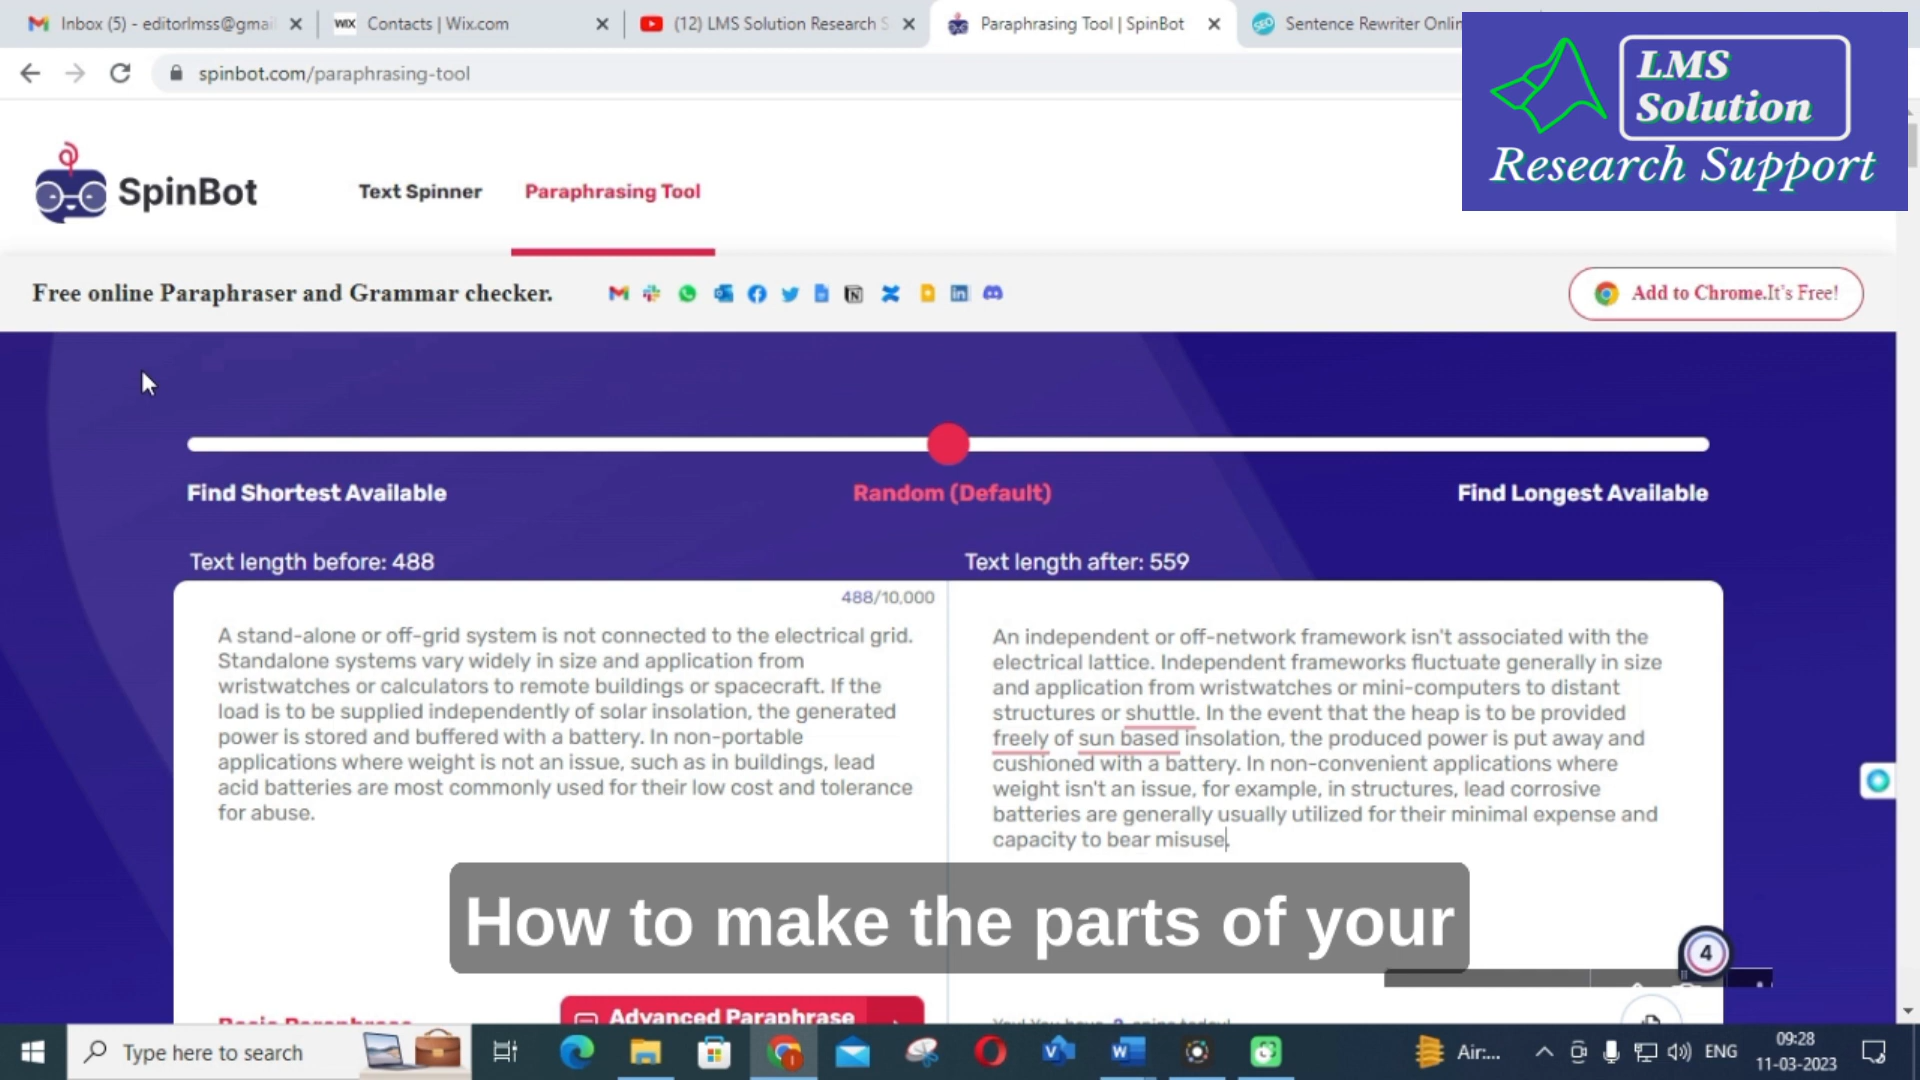 Inbox (5) - editorlmss@gmai
Contacts | Wix.com
(12) LMS Solution Research S
Paraphrasing Tool | SpinBot
Sentence Rewriter Onlin
spinbot.com/paraphrasing-tool
LMS
Solution
Research Support
SpinBot
Text Spinner
Paraphrasing Tool
Free online Paraphraser and Grammar checker.
Add to Chrome.It's Free!
Find Shortest Available
Random (Default)
Find Longest Available
Text length before: 488
Text length after: 559
488/10,000
A stand-alone or off-grid system is not connected to the electrical grid.
Standalone systems vary widely in size and application from
wristwatches or calculators to remote buildings or spacecraft. If the
load is to be supplied independently of solar insolation, the generated
power is stored and buffered with a battery. In non-portable
applications where weight is not an issue, such as in buildings, lead
acid batteries are most commonly used for their low cost and tolerance
for abuse.
An independent or off-network framework isn't associated with the
electrical lattice. Independent frameworks fluctuate generally in size
and application from wristwatches or mini-computers to distant
structures or shuttle. In the event that the heap is to be provided
freely of sun based insolation, the produced power is put away and
cushioned with a battery. In non-convenient applications where
weight isn't an issue, for example, in structures, lead corrosive
batteries are generally usually utilized for their minimal expense and
capacity to bear misuse.
How to make the parts of your
4
Basic Paraphrase
Advanced Paraphrase
Type here to search
Air:...
ENG
09:28
11-03-2023